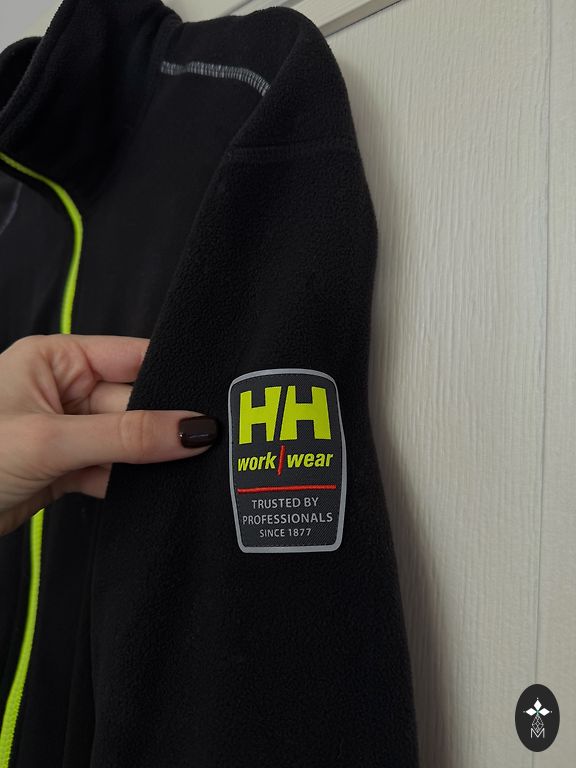 HH
work/wear
TRUSTED BY
PROFESSIONALS
SINCE 1877
M